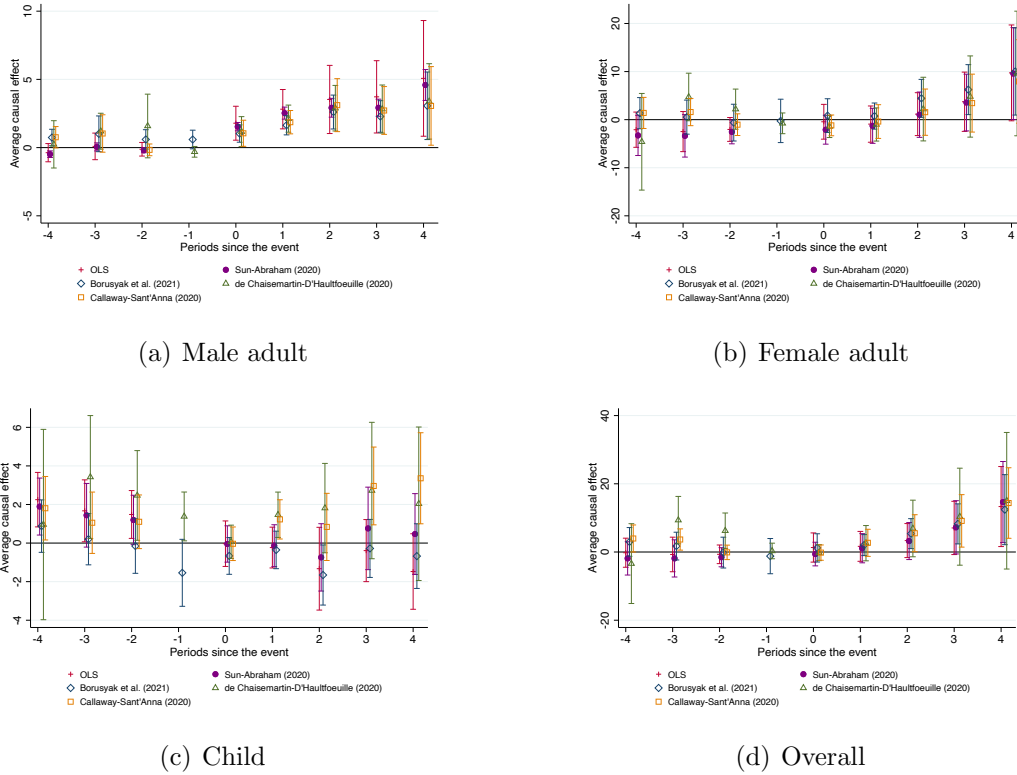 Average causal effect
10
5
0
-5
-4 -3 -2 -1 0 1 2 3 4
Periods since the event
OLS Sun-Abraham (2020)
Borusyak et al. (2021) de Chaisemartin-D'Haultfoeuille (2020)
Callaway-Sant'Anna (2020)
(a) Male adult
Average causal effect
20
10
0
-10
-20
-4 -3 -2 -1 0 1 2 3 4
Periods since the event
OLS Sun-Abraham (2020)
Borusyak et al. (2021) de Chaisemartin-D'Haultfoeuille (2020)
Callaway-Sant'Anna (2020)
(b) Female adult
Average causal effect
6
4
2
0
-2
-4
-4 -3 -2 -1 0 1 2 3 4
Periods since the event
OLS Sun-Abraham (2020)
Borusyak et al. (2021) de Chaisemartin-D'Haultfoeuille (2020)
Callaway-Sant'Anna (2020)
(c) Child
Average causal effect
40
20
0
-20
-4 -3 -2 -1 0 1 2 3 4
Periods since the event
OLS Sun-Abraham (2020)
Borusyak et al. (2021) de Chaisemartin-D'Haultfoeuille (2020)
Callaway-Sant'Anna (2020)
(d) Overall